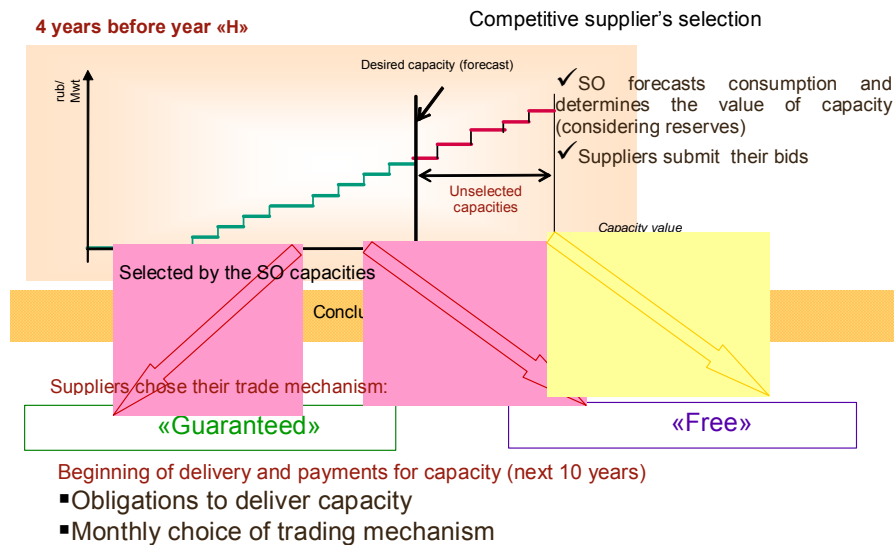 4 years before year «H»
Competitive supplier's selection
rub/
Mwt
Desired capacity (forecast)
✓SO forecasts consumption and
determines the value of capacity
(considering reserves)
✓Suppliers submit their bids
Unselected
capacities
Capacity value
Selected by the SO capacities
Suppliers chose their trade mechanism:
«Guaranteed»
«Free»
Beginning of delivery and payments for capacity (next 10 years)
▪Obligations to deliver capacity
▪Monthly choice of trading mechanism